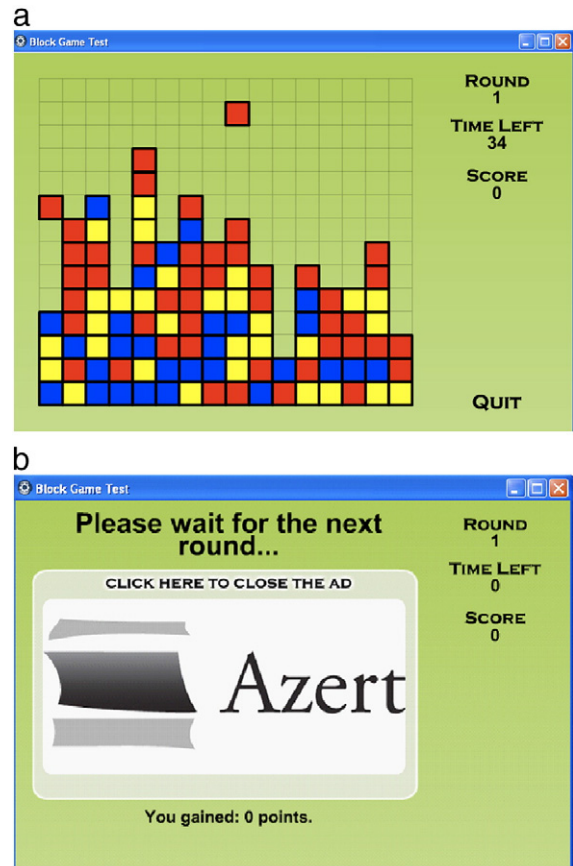 a
Block Game Test
ROUND
1
TIME LEFT
34
SCORE
0
QUIT
b
Block Game Test
Please wait for the next
round...
CLICK HERE TO CLOSE THE AD
Azert
You gained: 0 points.
ROUND
1
TIME LEFT
0
SCORE
0